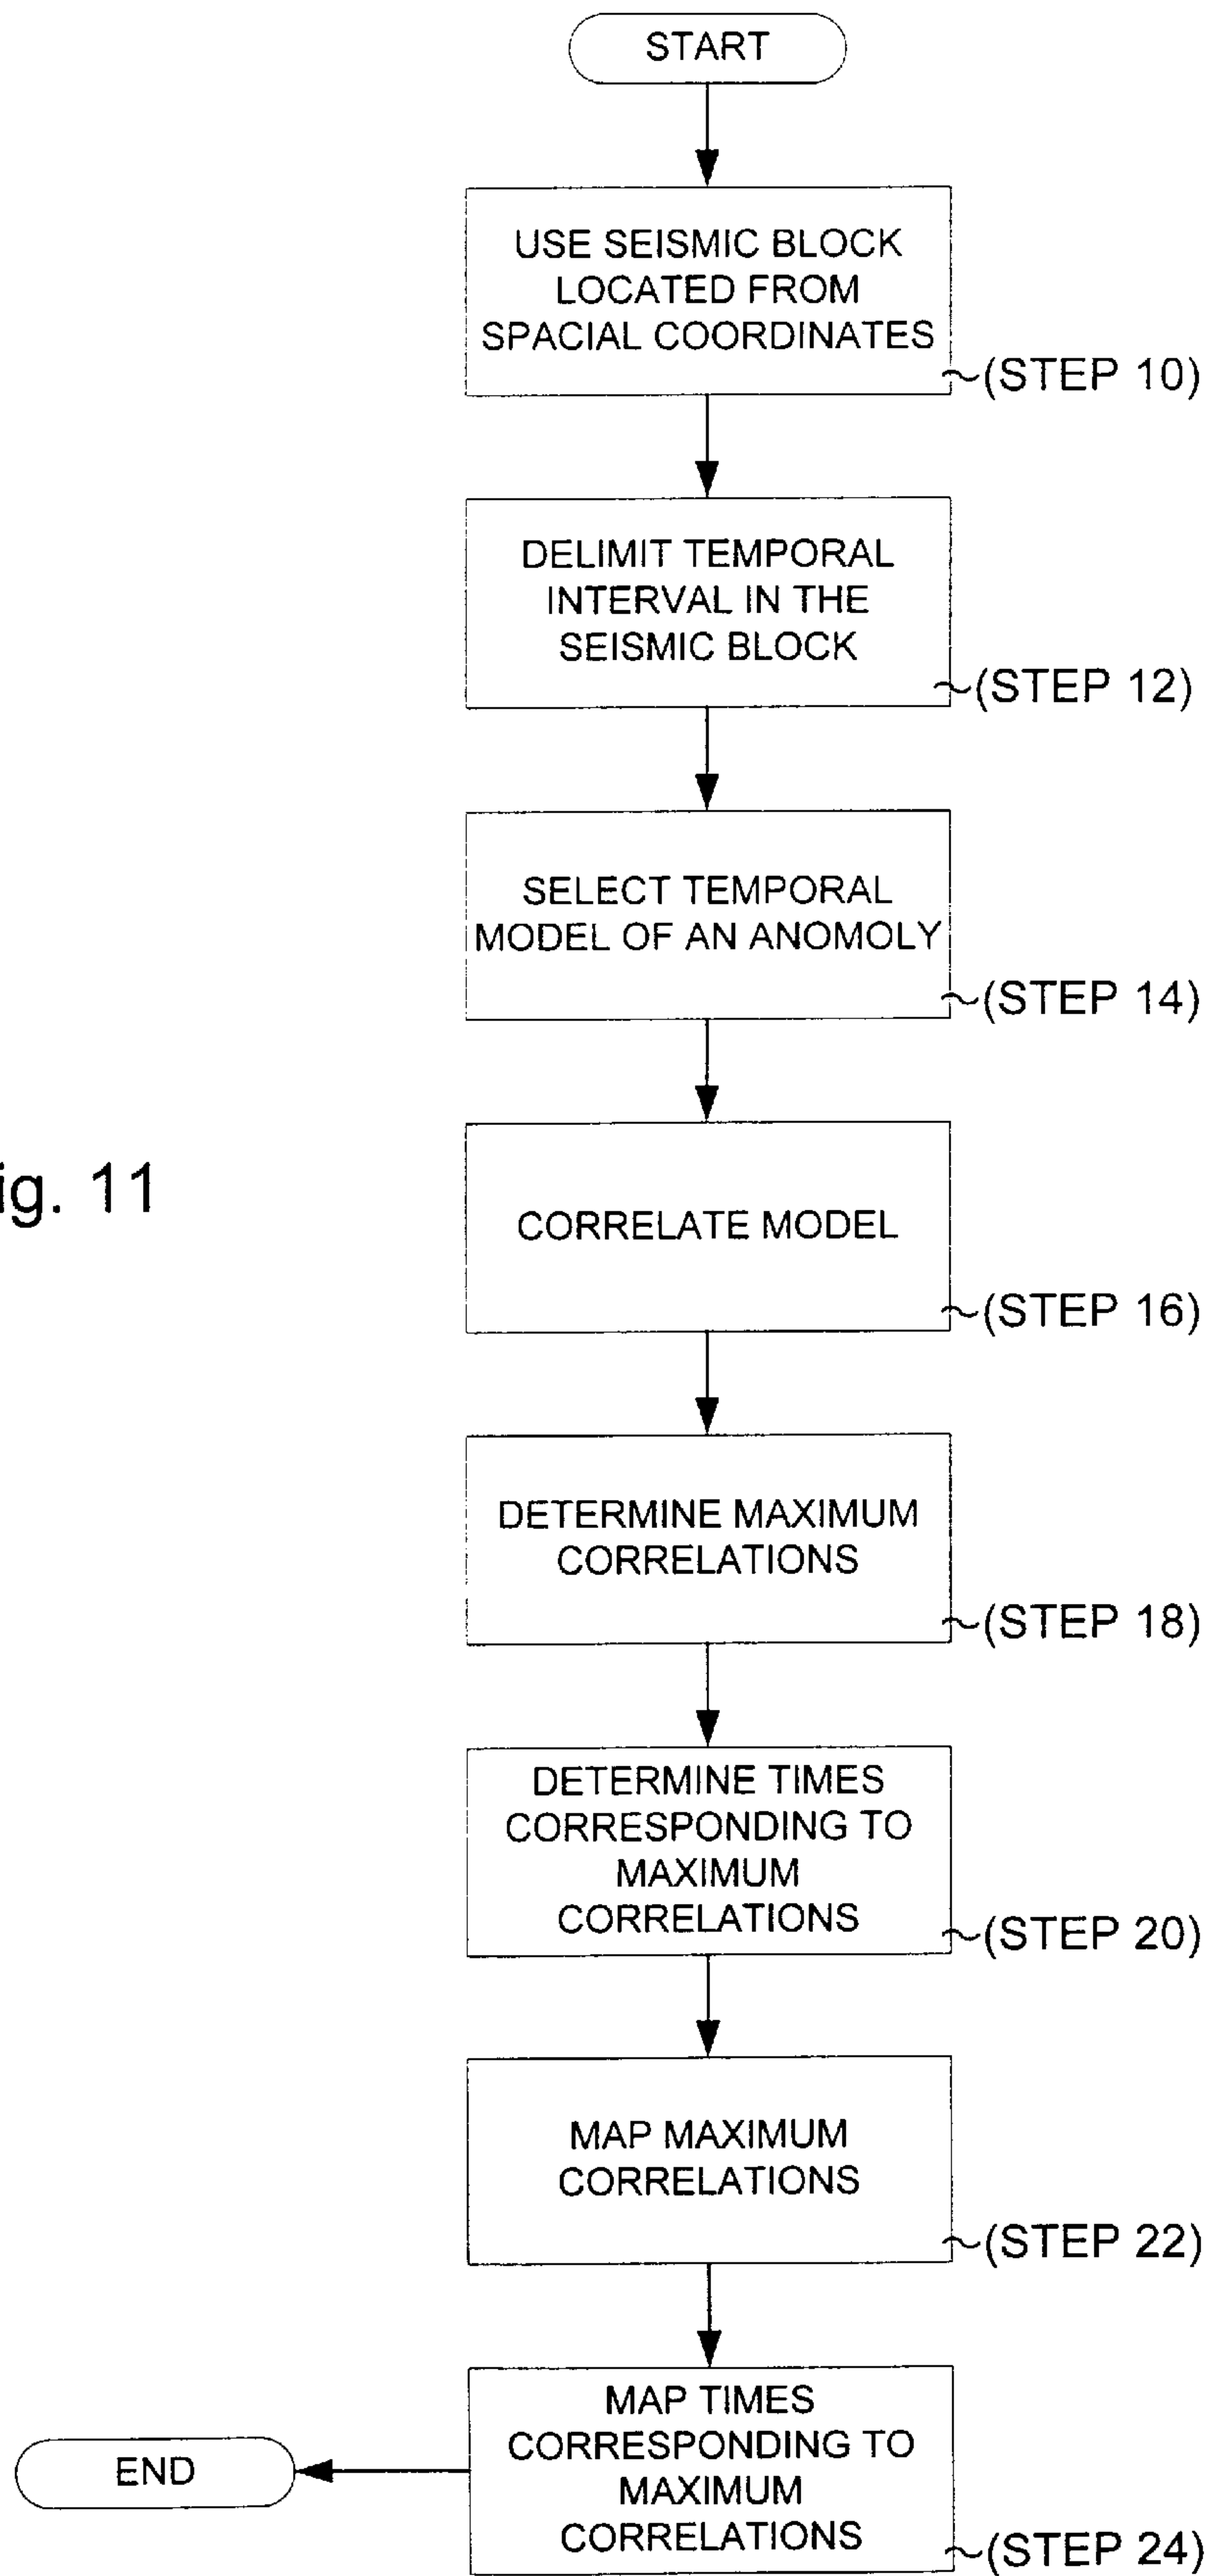 START
USE SEISMIC BLOCK
LOCATED FROM
SPACIAL COORDINATES
(STEP 10)
DELIMIT TEMPORAL
INTERVAL IN THE
SEISMIC BLOCK
(STEP 12)
SELECT TEMPORAL
MODEL OF AN ANOMOLY
(STEP 14)
ig. 11
CORRELATE MODEL
(STEP 16)
DETERMINE MAXIMUM
CORRELATIONS
(STEP 18)
DETERMINE TIMES
CORRESPONDING TO
MAXIMUM
CORRELATIONS
(STEP 20)
MAP MAXIMUM
CORRELATIONS
(STEP 22)
MAP TIMES
CORRESPONDING TO
MAXIMUM
CORRELATIONS
(STEP 24)
END